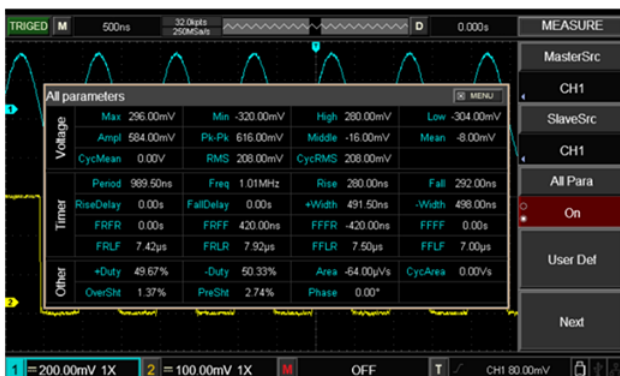 TRIGED M 500ns 32.0kpts D 0.000s MEASURE
250MSa/s
MasterSrc
CH1
SlaveSrc
CH1
All Para
On
User Def
Next
All parameters MENU
Voltage
Max 296.00mV Min -320.00mV High 280.00mV Low -304.00mV
Ampl 584.00mV Pk-Pk 616.00mV Middle -16.00mV Mean -8.00mV
CycMean 0.00V RMS 208.00mV CycRMS 208.00mV
Timer
Period 989.50ns Freq 1.01MHz Rise 280.00ns Fall 292.00ns
RiseDelay 0.00s FallDelay 0.00s +Width 491.50ns -Width 498.00ns
FRFR 0.00s FRFF 420.00ns FFFR -420.00ns FFFF 0.00s
FRLF 7.42µs FRLR 7.92µs FFLR 7.50µs FFLF 7.00µs
Other
+Duty 49.67% -Duty 50.33% Area -64.00µVs CycArea 0.00Vs
OverSht 1.37% PreSht 2.74% Phase 0.00°
1
2
1 =200.00mV 1X 2 =100.00mV 1X M OFF T CH1 80.00mV